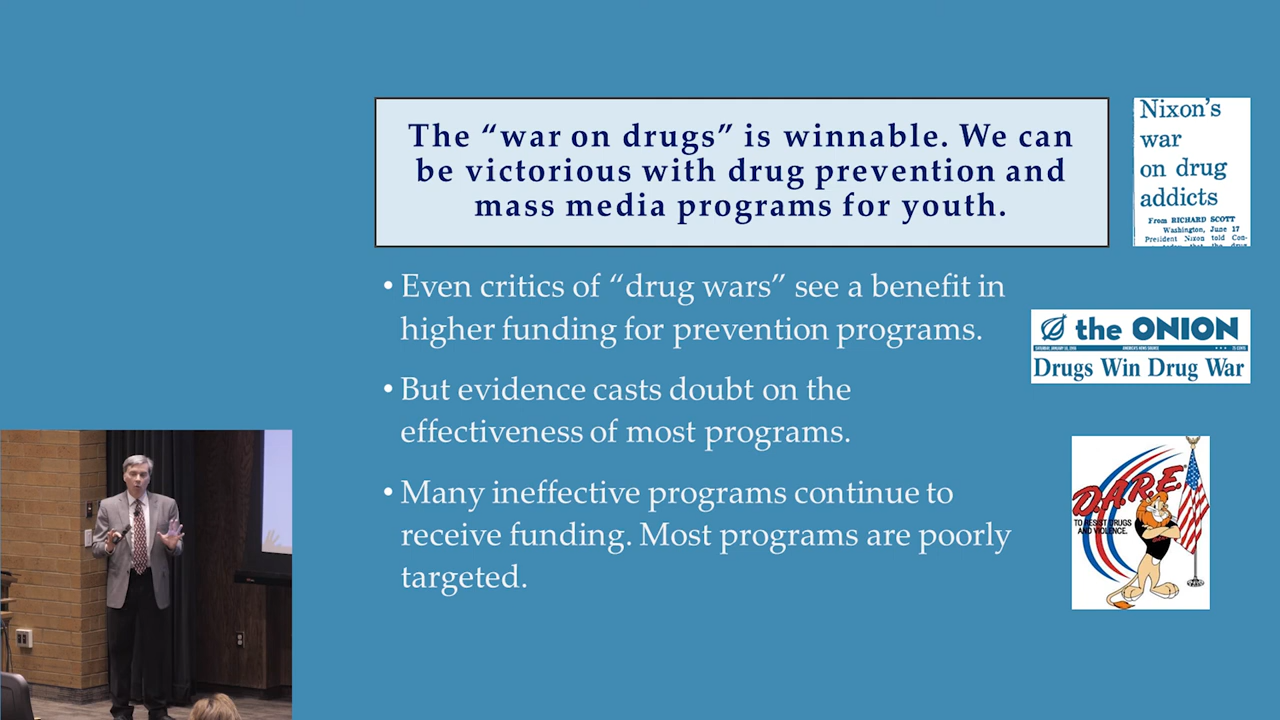 The “war on drugs” is winnable. We can
be victorious with drug prevention and
mass media programs for youth.
• Even critics of “drug wars” see a benefit in
higher funding for prevention programs.
• But evidence casts doubt on the
effectiveness of most programs.
• Many ineffective programs continue to
receive funding. Most programs are poorly
targeted.
Nixon's
war
on drug
addicts
From RICHARD SCOTT
Washington, June 17
President Nixon told Con-
the ONION
Drugs Win Drug War
D.A.R.E.
TO RESIST DRUGS
AND VIOLENCE.